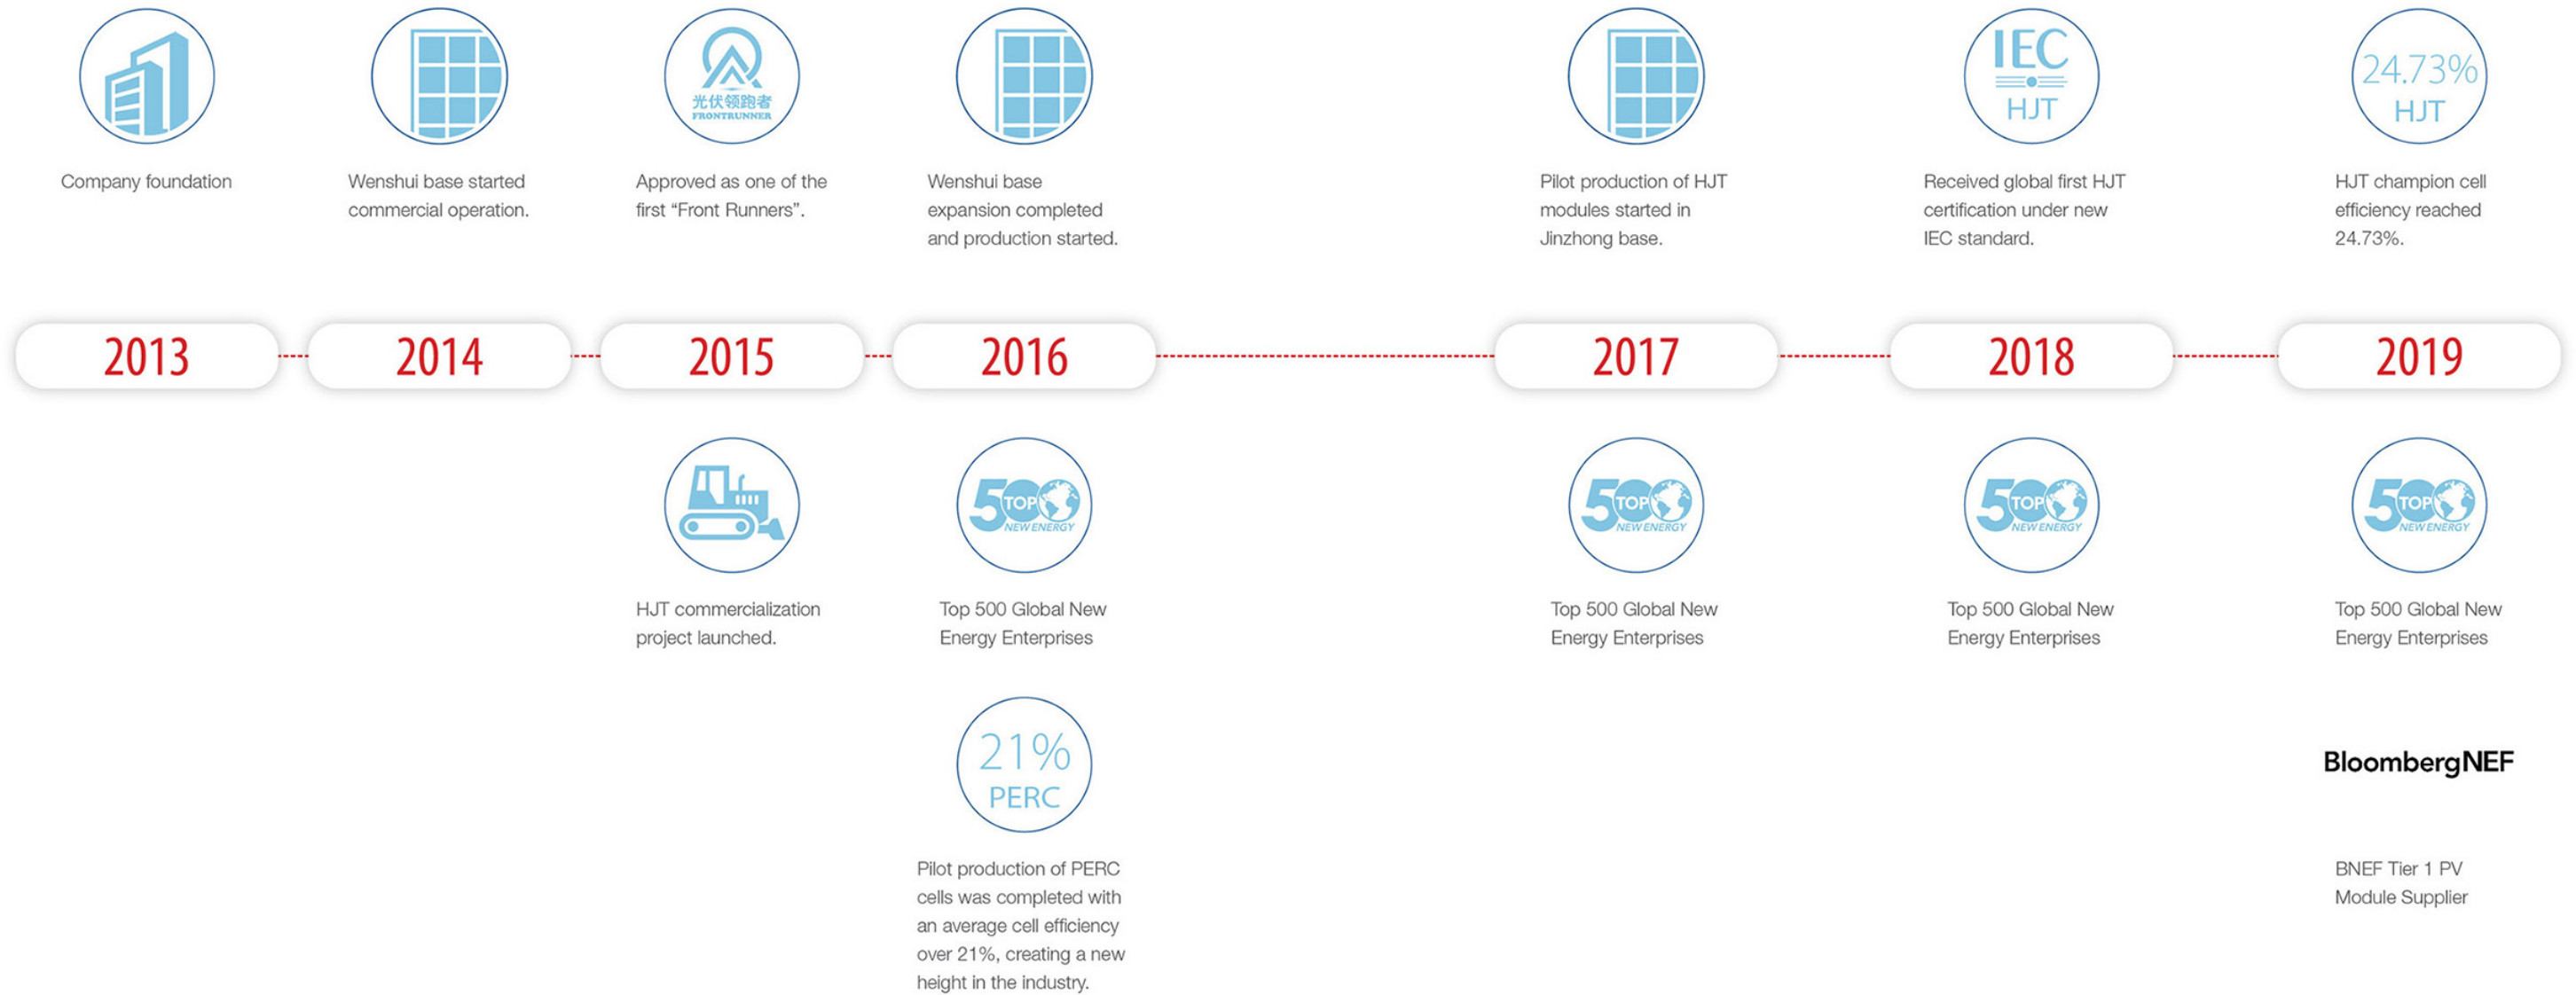 光伏领跑者
FRONTRUNNER
IEC
HJT
24.73%
HJT
Company foundation
Wenshui base started
commercial operation.
Approved as one of the
first “Front Runners”.
Wenshui base
expansion completed
and production started.
Pilot production of HJT
modules started in
Jinzhong base.
Received global first HJT
certification under new
IEC standard.
HJT champion cell
efficiency reached
24.73%.
2013
2014
2015
2016
2017
2018
2019
500 TOP
NEW ENERGY
500 TOP
NEW ENERGY
500 TOP
NEW ENERGY
500 TOP
NEW ENERGY
HJT commercialization
project launched.
Top 500 Global New
Energy Enterprises
Top 500 Global New
Energy Enterprises
Top 500 Global New
Energy Enterprises
Top 500 Global New
Energy Enterprises
21%
PERC
BloombergNEF
Pilot production of PERC
cells was completed with
an average cell efficiency
over 21%, creating a new
height in the industry.
BNEF Tier 1 PV
Module Supplier